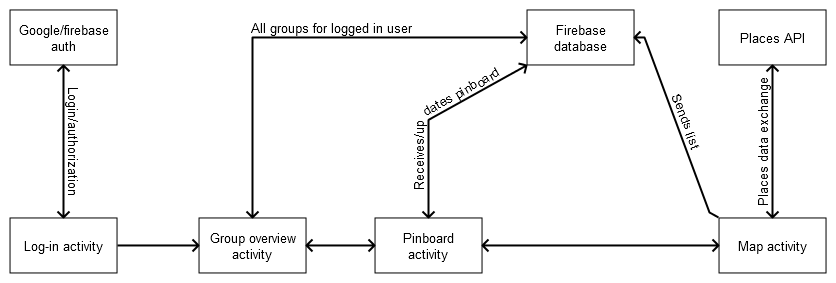 Google/firebase
auth
All groups for logged in user
Firebase
database
Places API
Login/authorization
Receives/updates pinboard
Sends list
Places data exchange
Log-in activity
Group overview
activity
Pinboard
activity
Map activity